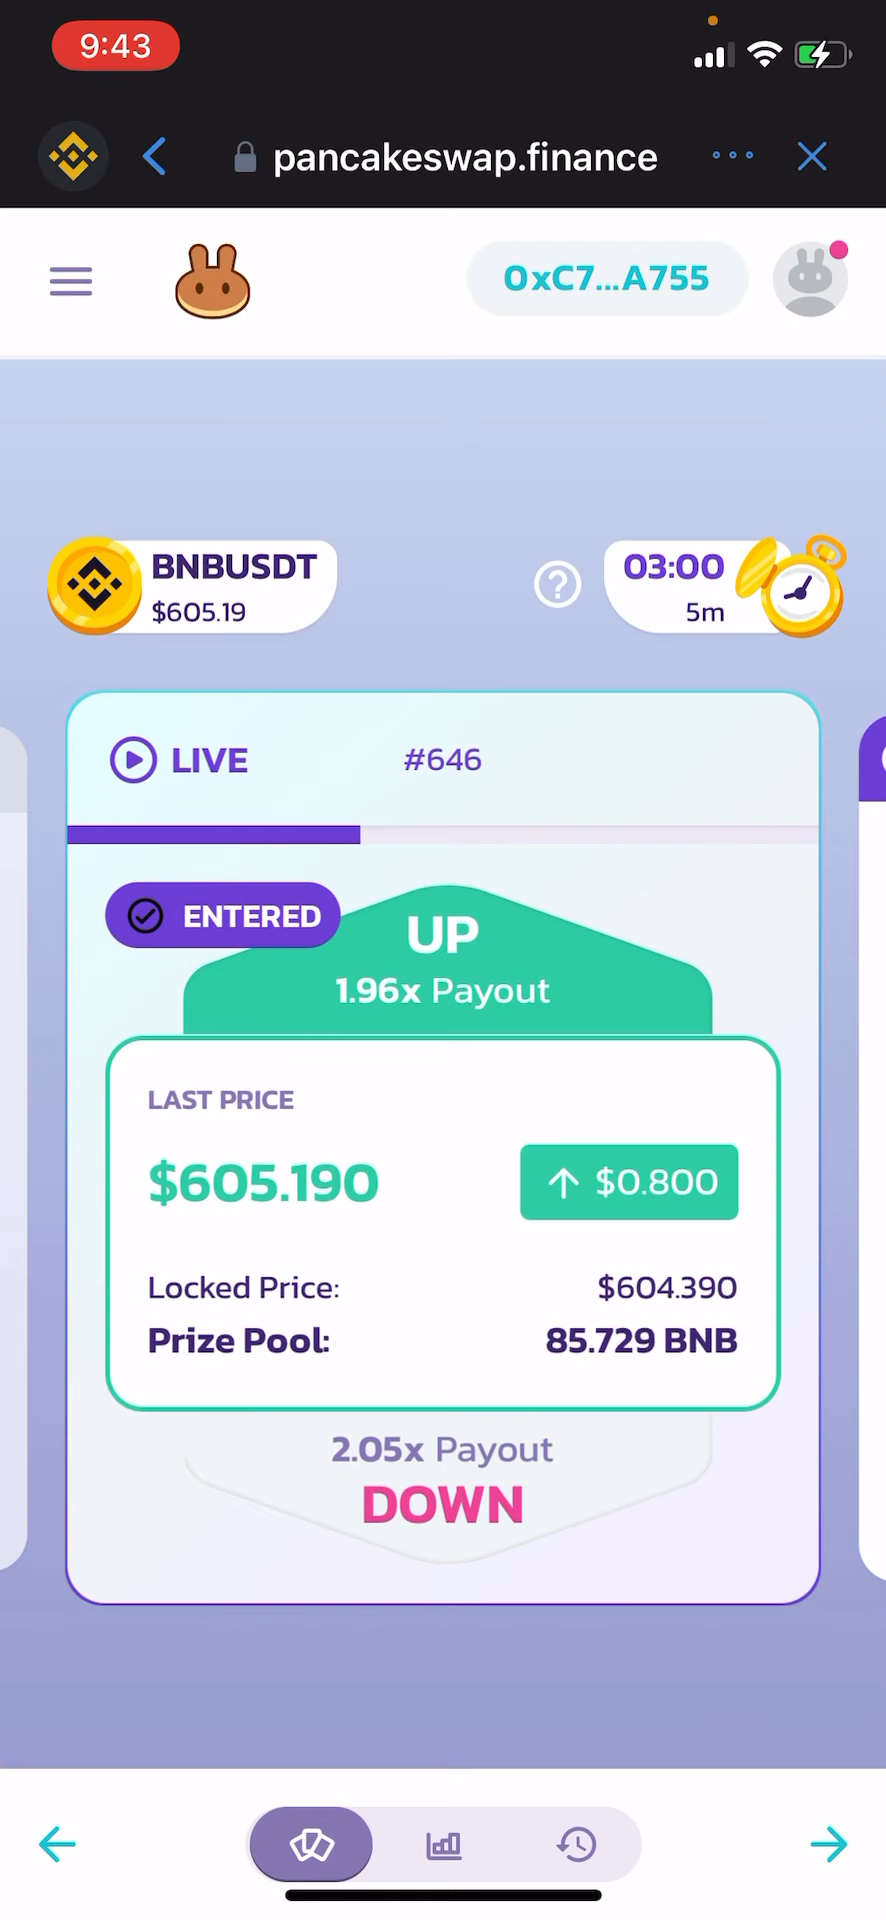 9:43
pancakeswap.finance
0xC7...A755
BNBUSDT
$605.19
03:00
5m
LIVE
#646
ENTERED
UP
1.96x Payout
LAST PRICE
$605.190
$0.800
Locked Price:
$604.390
Prize Pool:
85.729 BNB
2.05x Payout
DOWN